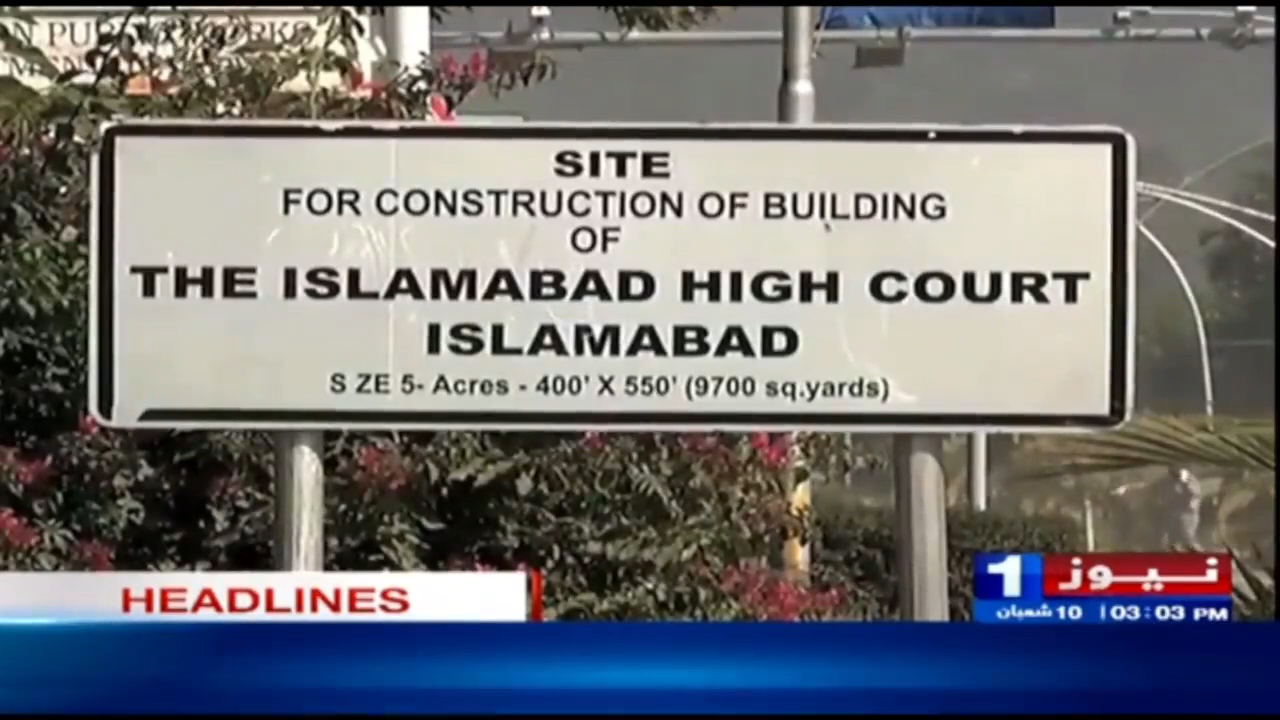 SITE
FOR CONSTRUCTION OF BUILDING
OF
THE ISLAMABAD HIGH COURT
ISLAMABAD
S ZE 5- Acres - 400' X 550' (9700 sq.yards)
HEADLINES
1 نیوز
10 شعبان | 03:03 PM